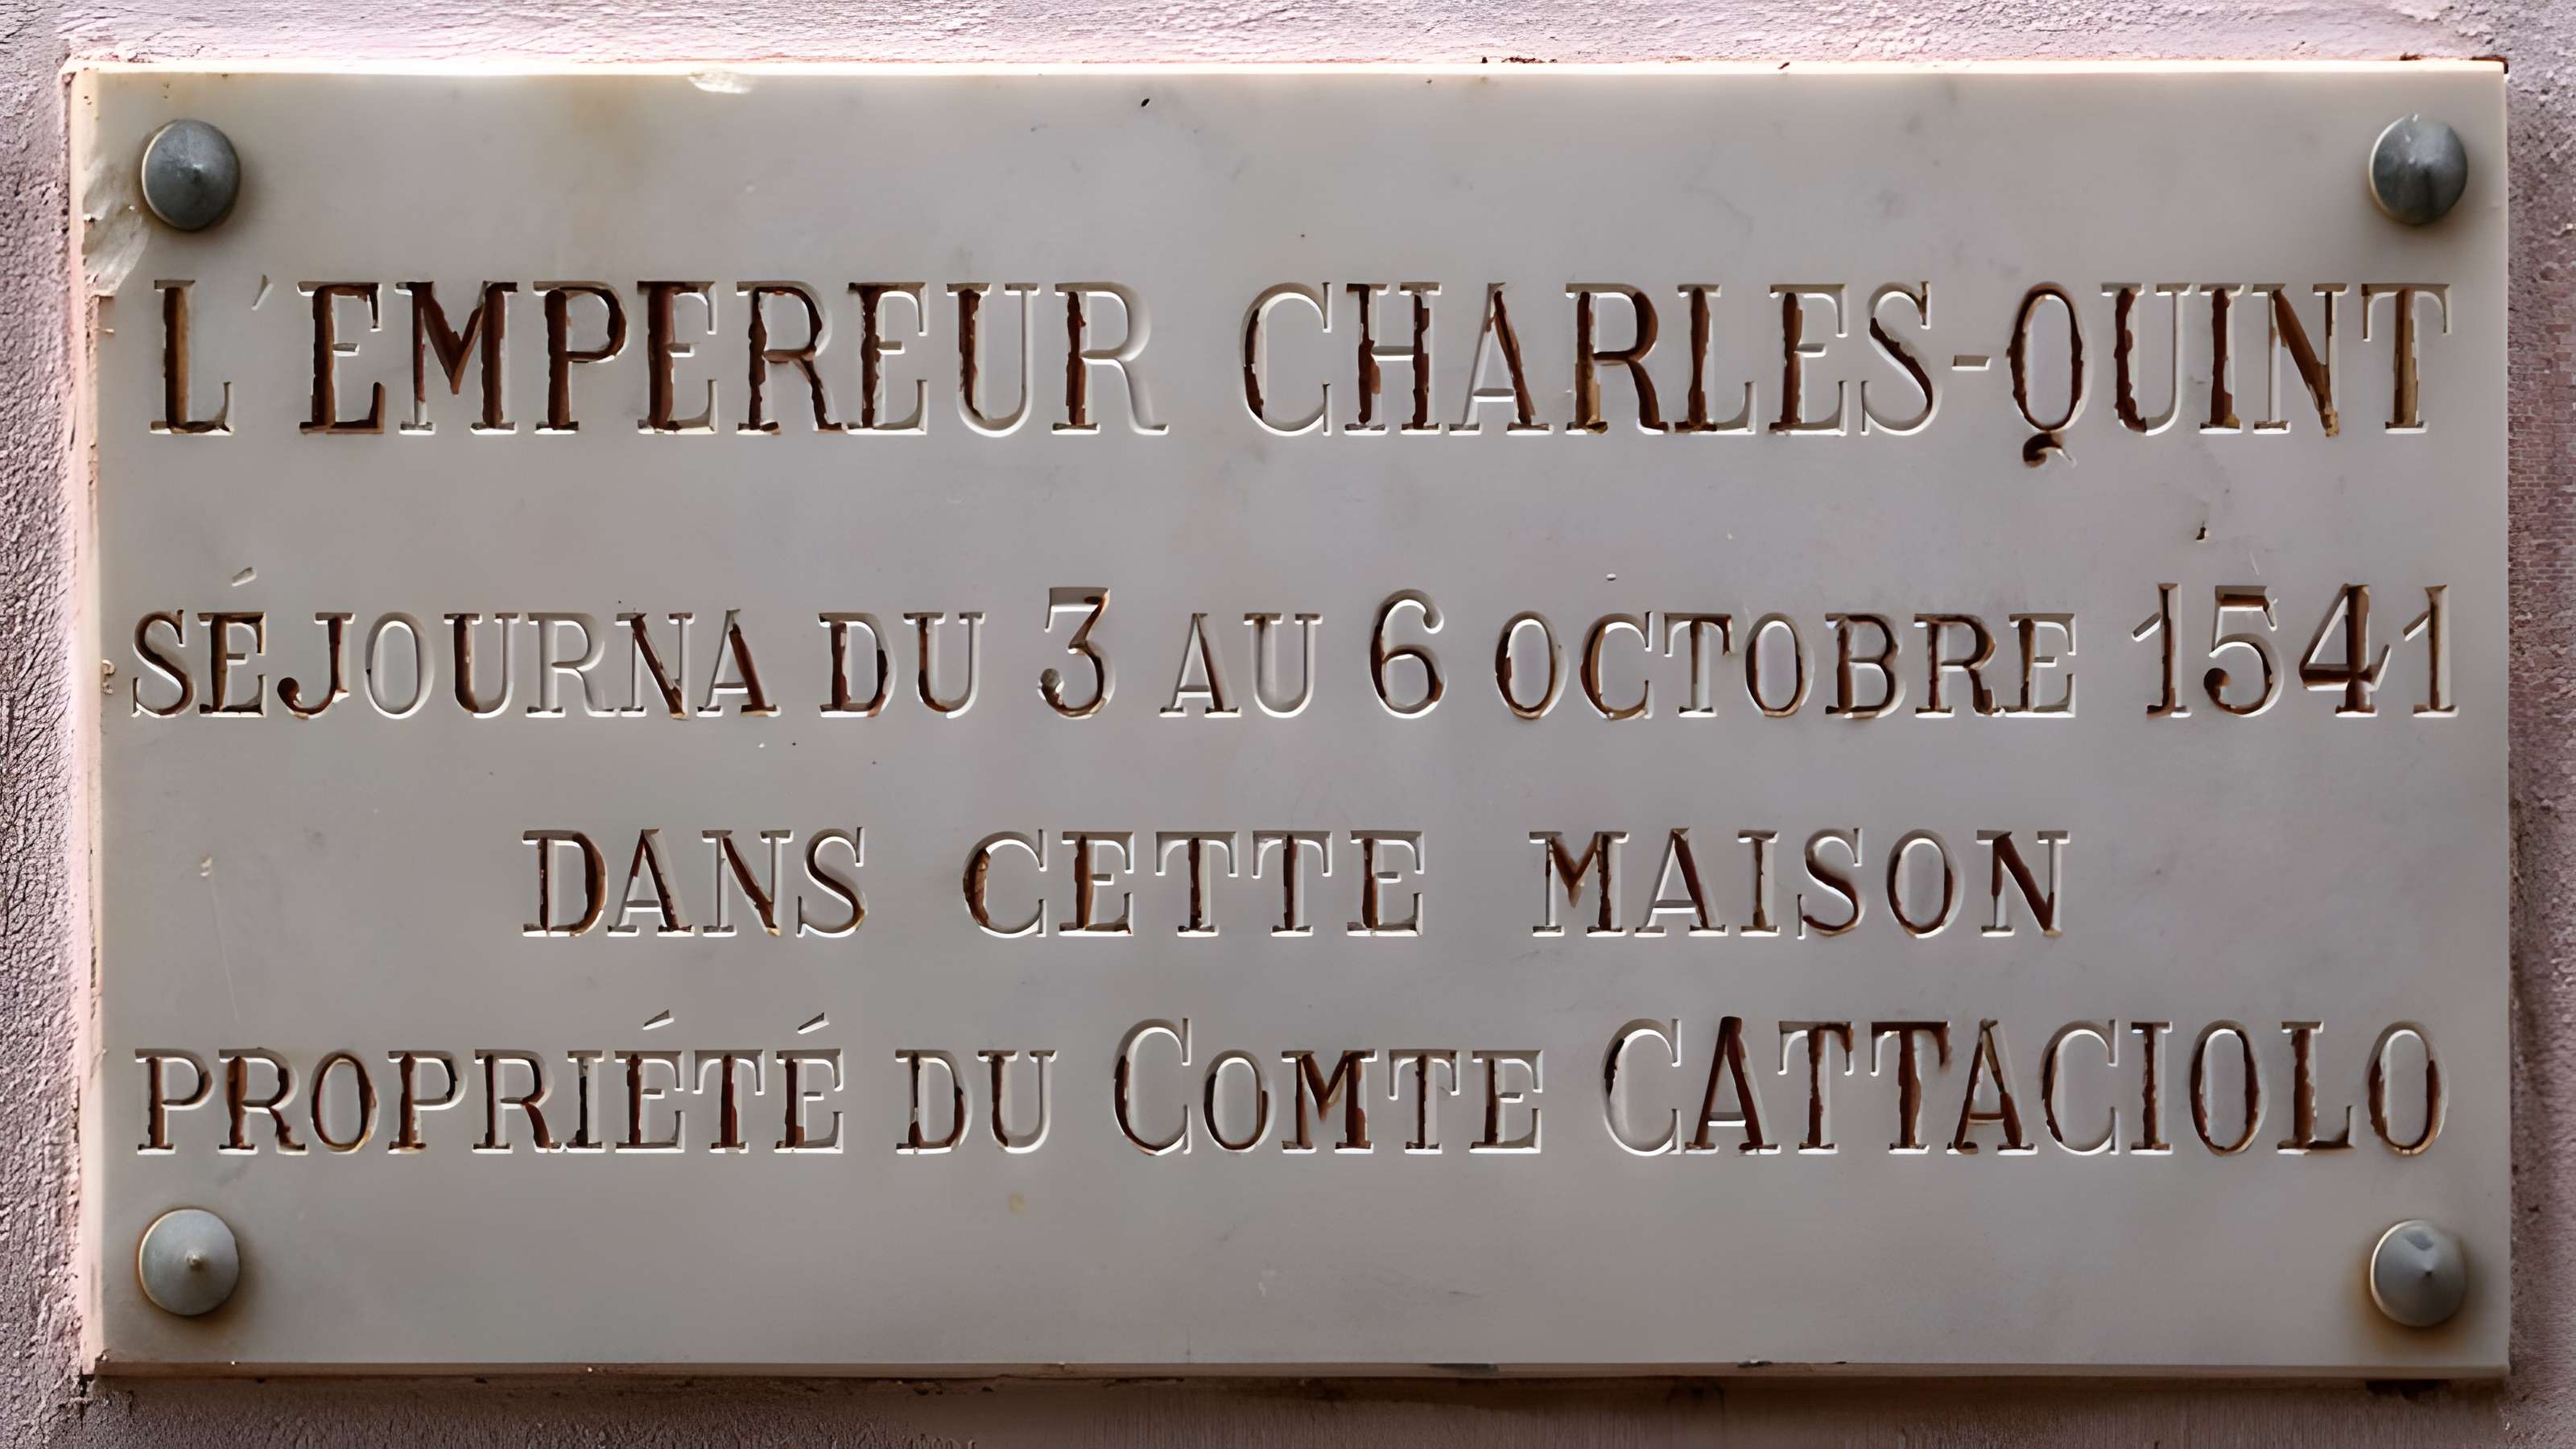 L'EMPEREUR CHARLES-QUINT
SÉJOURNA DU 3 AU 6 OCTOBRE 1541
DANS CETTE MAISON
PROPRIÉTÉ DU COMTE CATTACIOLO